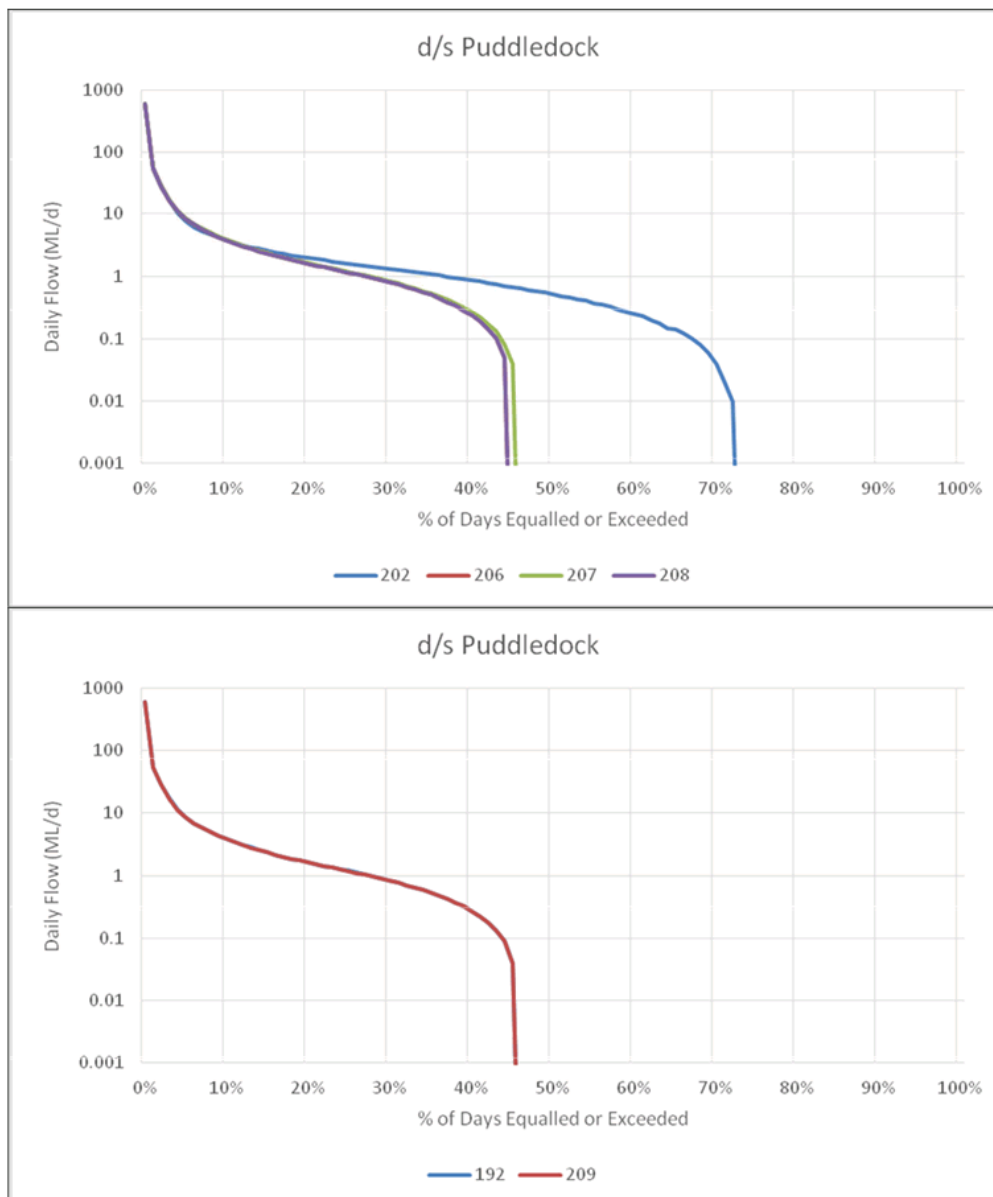 d/s Puddledock
1000
100
10
1
0.1
0.01
0.001
Daily Flow (ML/d)
0% 10% 20% 30% 40% 50% 60% 70% 80% 90% 100%
% of Days Equalled or Exceeded
202 206 207 208
d/s Puddledock
1000
100
10
1
0.1
0.01
0.001
Daily Flow (ML/d)
0% 10% 20% 30% 40% 50% 60% 70% 80% 90% 100%
% of Days Equalled or Exceeded
192 209